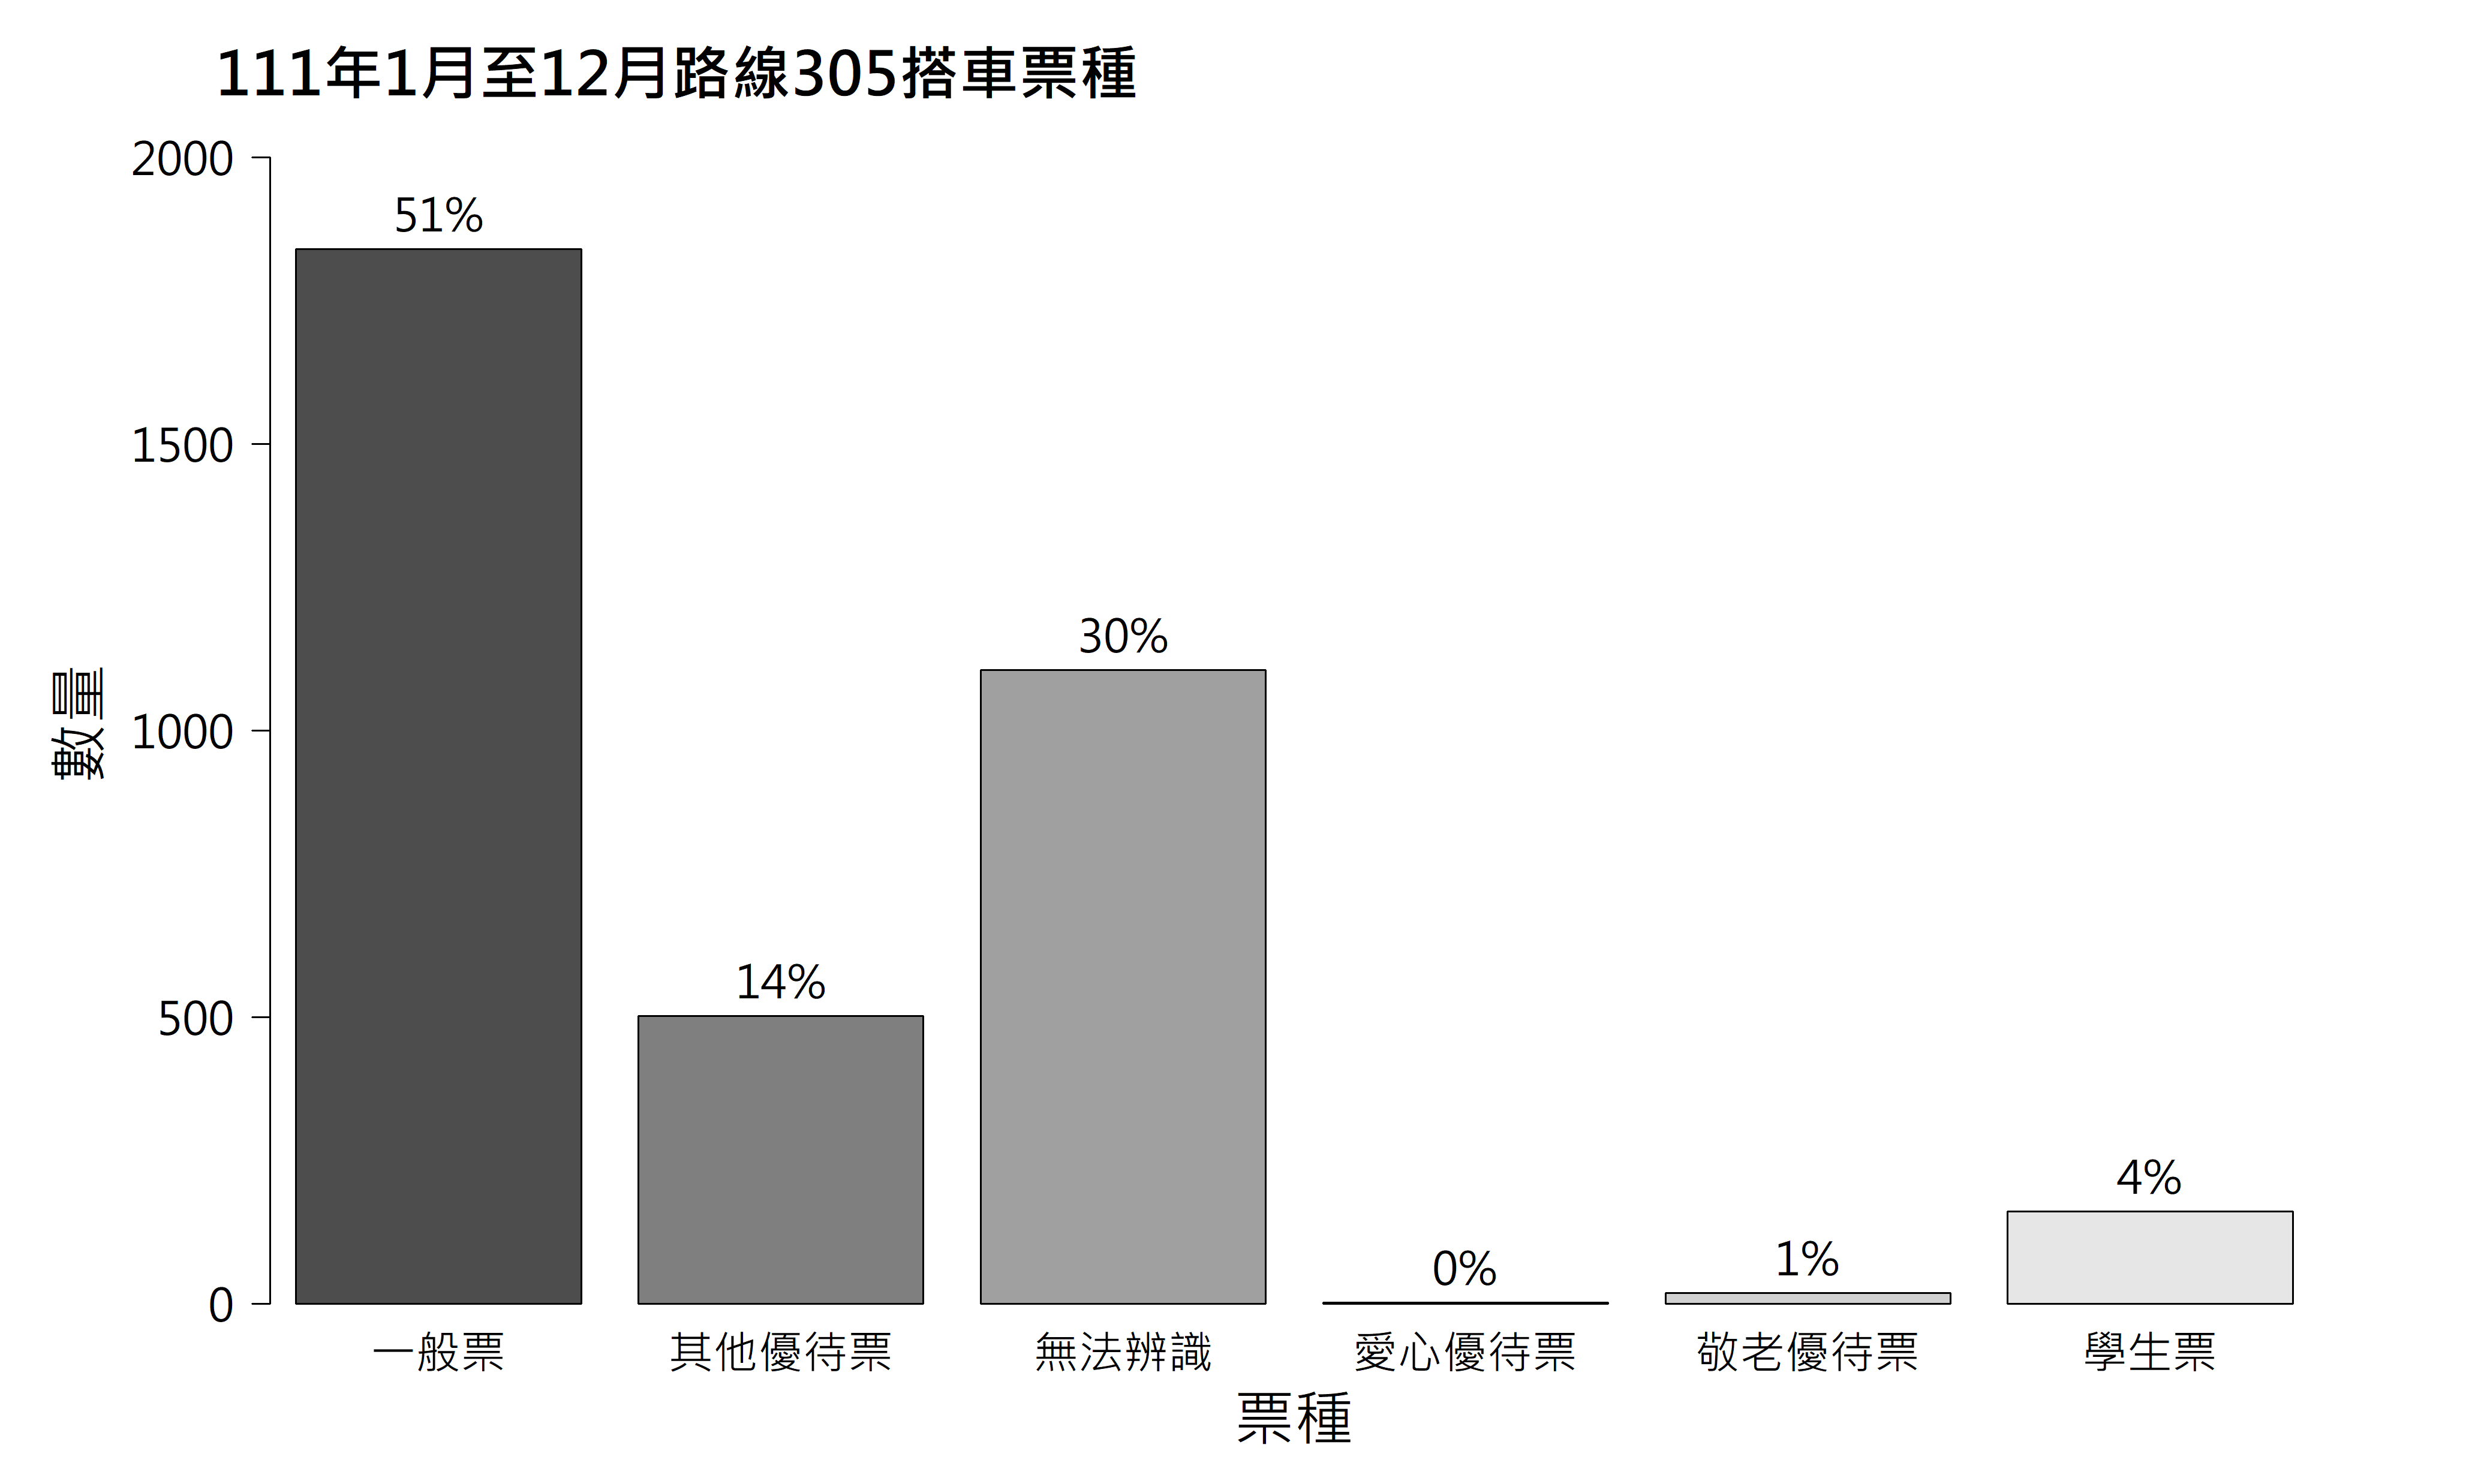 111年1月至12月路線305搭車票種
2000
1500
1000
500
0
數量
51%
14%
30%
0%
1%
4%
一般票
其他優待票
無法辨識
愛心優待票
敬老優待票
學生票
票種